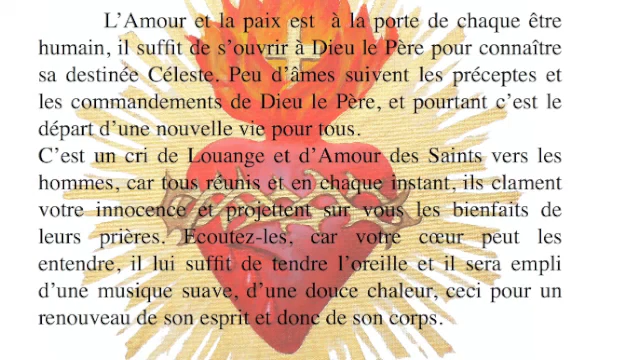 L’Amour et la paix est à la porte de chaque être
humain, il suffit de s’ouvrir à Dieu le Père pour connaître
sa destinée Céleste. Peu d’âmes suivent les préceptes et
les commandements de Dieu le Père, et pourtant c’est le
départ d’une nouvelle vie pour tous.
C’est un cri de Louange et d’Amour des Saints vers les
hommes, car tous réunis et en chaque instant, ils clament
votre innocence et projettent sur vous les bienfaits de
leurs prières. Ecoutez-les, car votre cœur peut les
entendre, il lui suffit de tendre l’oreille et il sera empli
d’une musique suave, d’une douce chaleur, ceci pour un
renouveau de son esprit et donc de son corps.